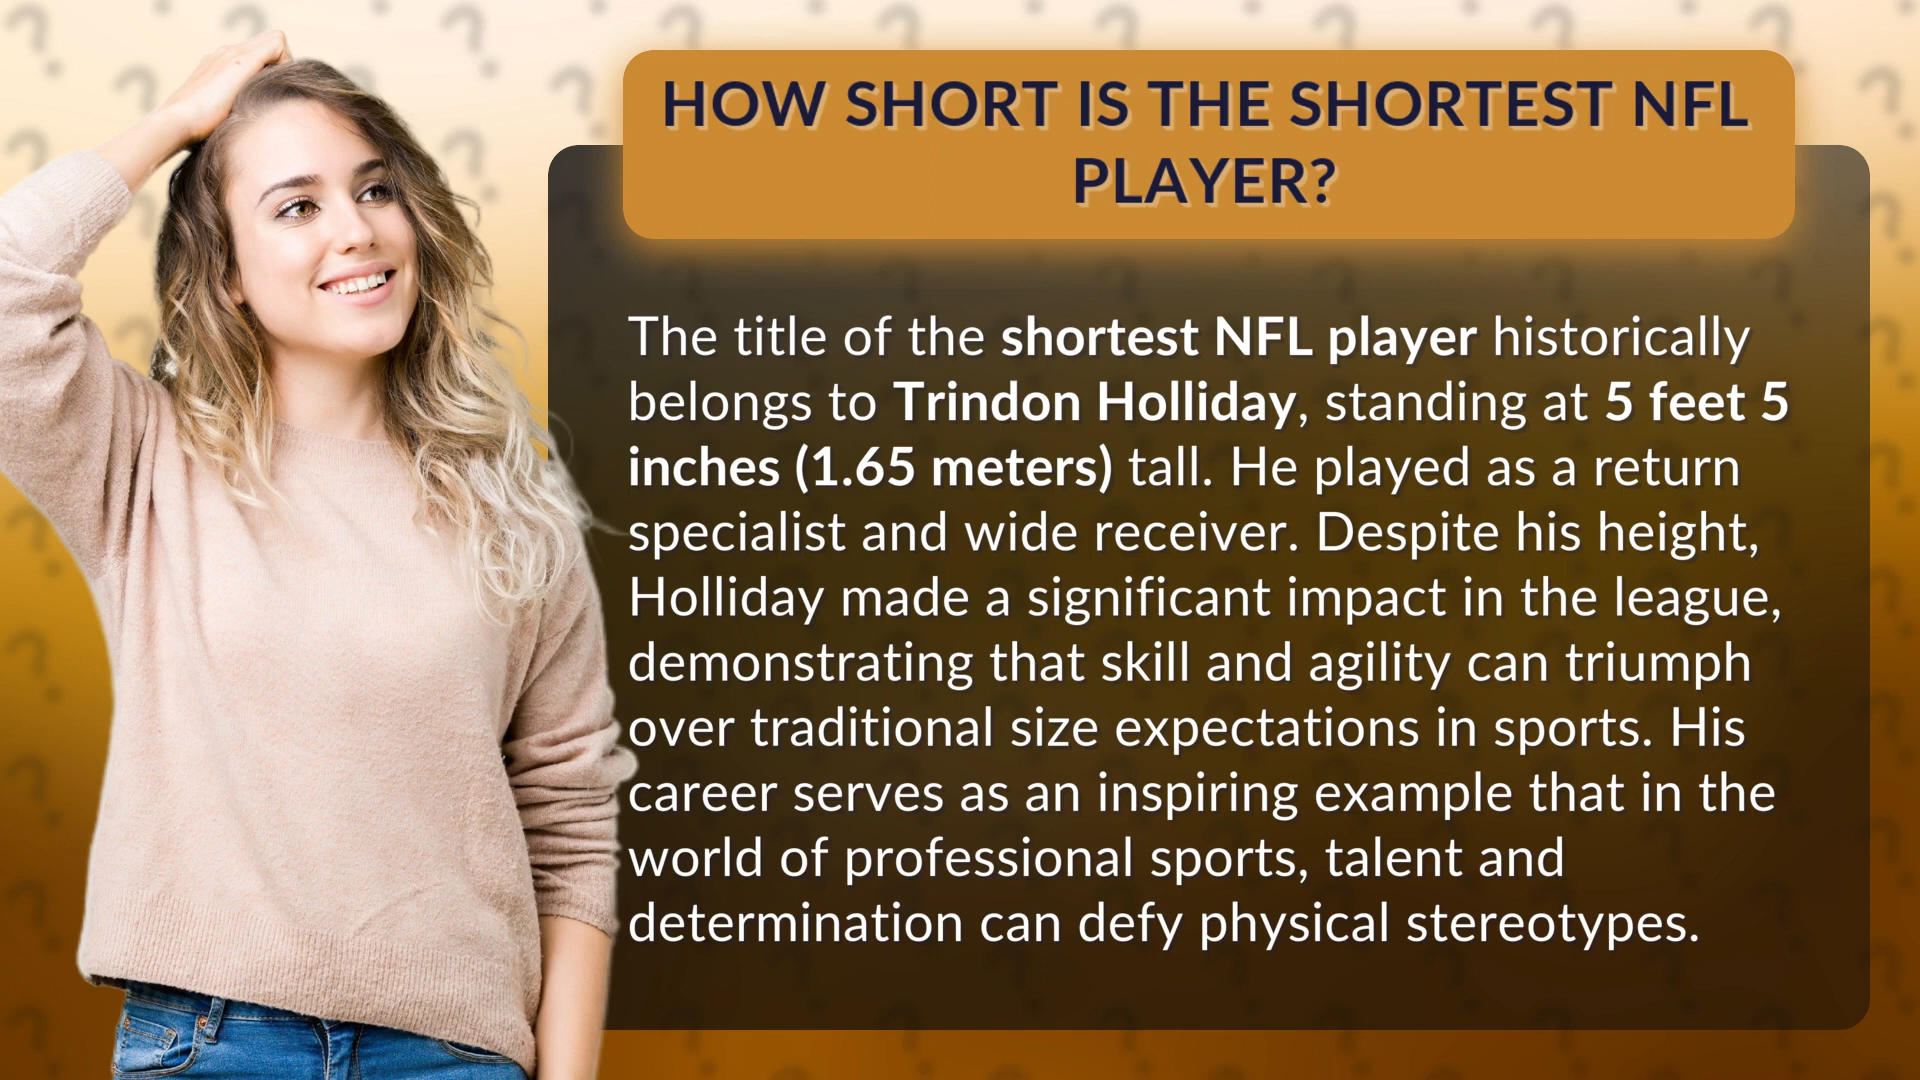 HOW SHORT IS THE SHORTEST NFL
PLAYER?
The title of the shortest NFL player historically
belongs to Trindon Holliday, standing at 5 feet 5
inches (1.65 meters) tall. He played as a return
specialist and wide receiver. Despite his height,
Holliday made a significant impact in the league,
demonstrating that skill and agility can triumph
over traditional size expectations in sports. His
career serves as an inspiring example that in the
world of professional sports, talent and
determination can defy physical stereotypes.